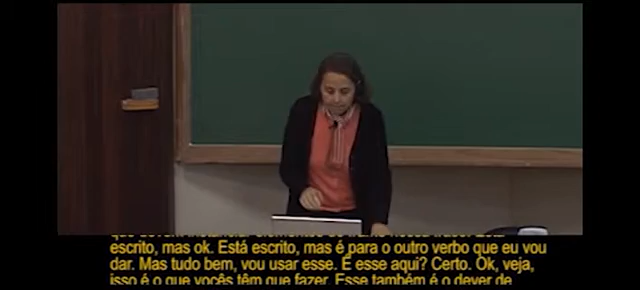 escrito, mas ok. Está escrito, mas é para o outro verbo que eu vou
dar. Mas tudo bem, vou usar esse. É esse aqui? Certo. Ok, veja,
isso é o que vocês têm que fazer. Esse também é o dever de